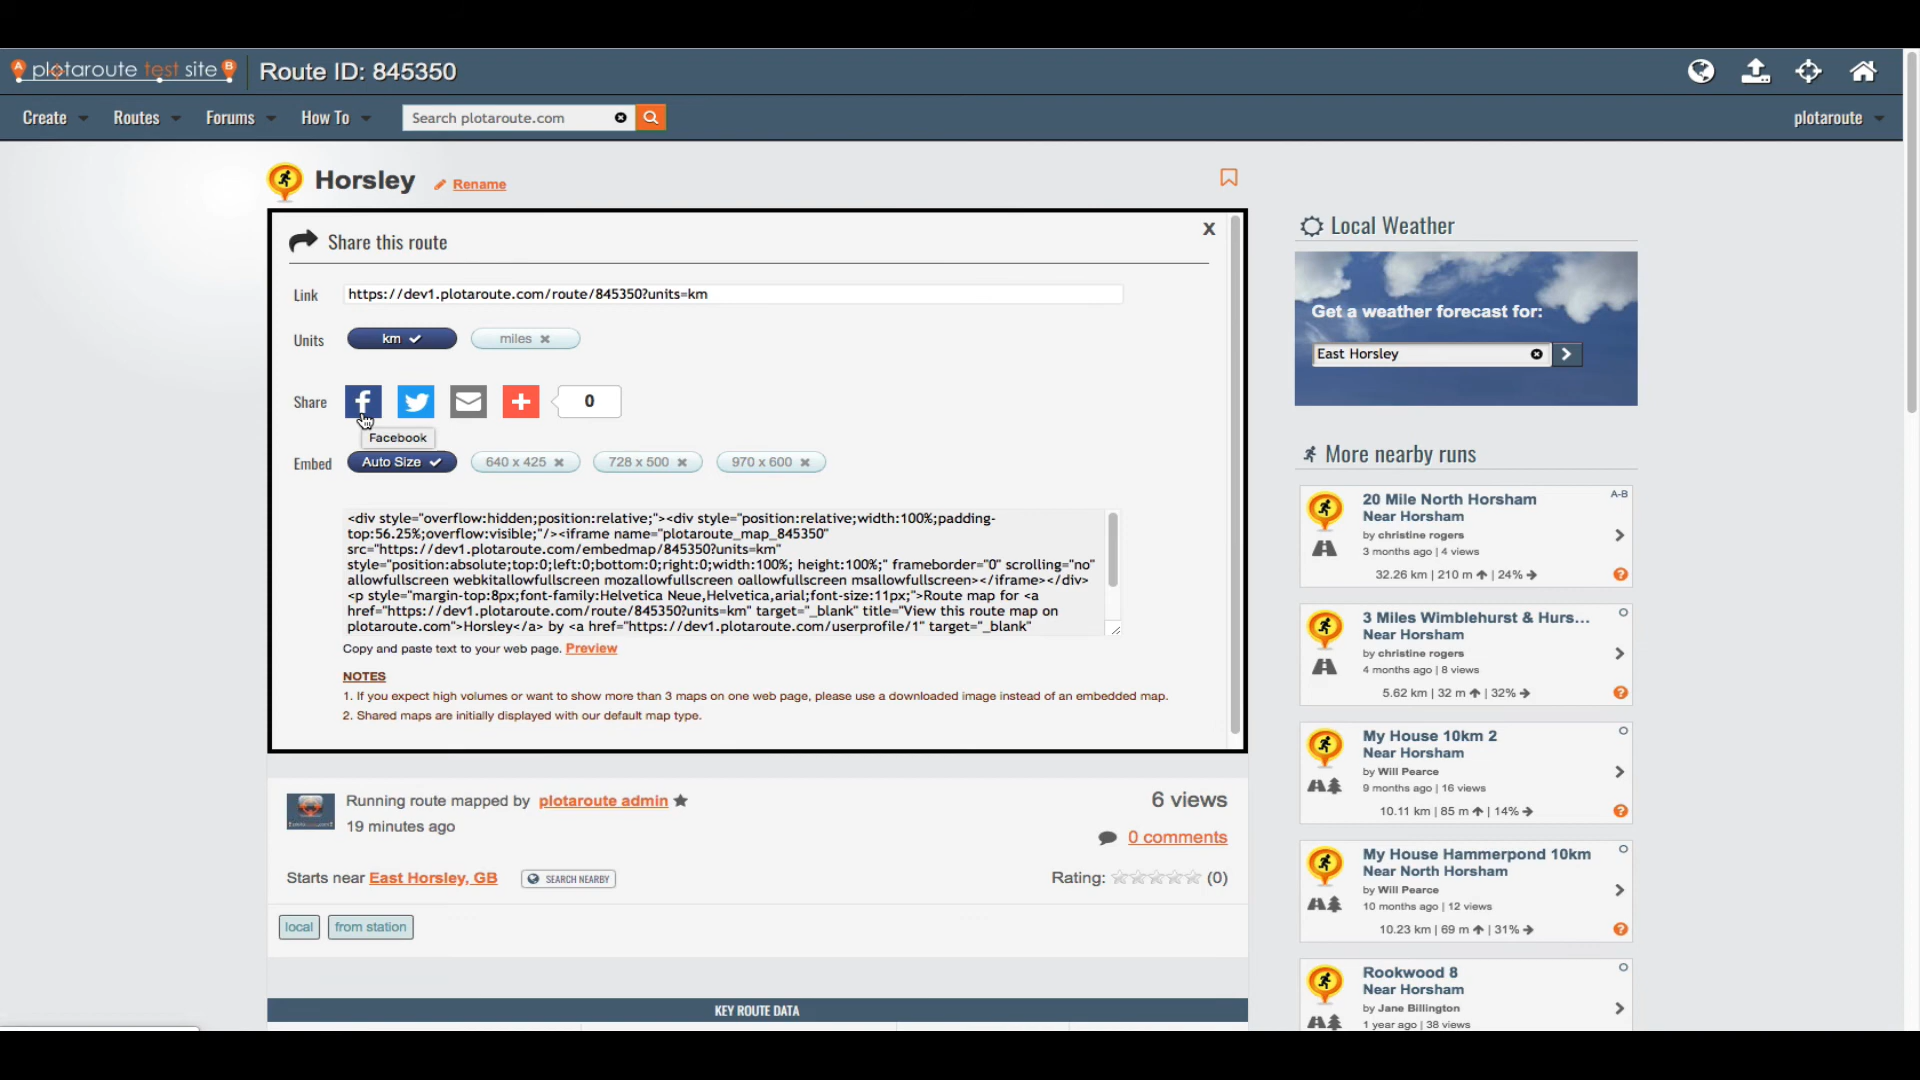 A plotaroute test site B
Route ID: 845350
Create Routes Forums How To Search plotaroute.com plotaroute
Horsley Rename
Share this route X
Link https://dev1.plotaroute.com/route/845350?units=km
Units km miles
Share 0
Facebook
Embed Auto Size 640 x 425 728 x 500 970 x 600
<div style="overflow:hidden;position:relative;"><div style="position:relative;width:100%;padding-
top:56.25%;overflow:visible;"/><iframe name="plotaroute_map_845350"
src="https://dev1.plotaroute.com/embedmap/845350?units=km"
style="position:absolute;top:0;left:0;bottom:0;right:0;width:100%; height:100%;" frameborder="0" scrolling="no"
allowfullscreen webkitallowfullscreen mozallowfullscreen oallowfullscreen msallowfullscreen></iframe></div>
<p style="margin-top:8px;font-family:Helvetica Neue,Helvetica,arial;font-size:11px;">Route map for <a
href="https://dev1.plotaroute.com/route/845350?units=km" target="_blank" title="View this route map on
plotaroute.com">Horsley</a> by <a href="https://dev1.plotaroute.com/userprofile/1" target="_blank"
Copy and paste text to your web page. Preview
NOTES
1. If you expect high volumes or want to show more than 3 maps on one web page, please use a downloaded image instead of an embedded map.
2. Shared maps are initially displayed with our default map type.
Running route mapped by plotaroute admin
19 minutes ago
6 views
0 comments
Starts near East Horsley, GB SEARCH NEARBY
Rating: (0)
local from station
KEY ROUTE DATA
Local Weather
Get a weather forecast for:
East Horsley
More nearby runs
20 Mile North Horsham A-B
Near Horsham
by christine rogers
3 months ago | 4 views
32.26 km | 210 m | 24%
3 Miles Wimblehurst & Hurs...
Near Horsham
by christine rogers
4 months ago | 8 views
5.62 km | 32 m | 32%
My House 10km 2
Near Horsham
by Will Pearce
9 months ago | 16 views
10.11 km | 85 m | 14%
My House Hammerpond 10km
Near North Horsham
by Will Pearce
10 months ago | 12 views
10.23 km | 69 m | 31%
Rookwood 8
Near Horsham
by Jane Billington
1 year ago | 38 views